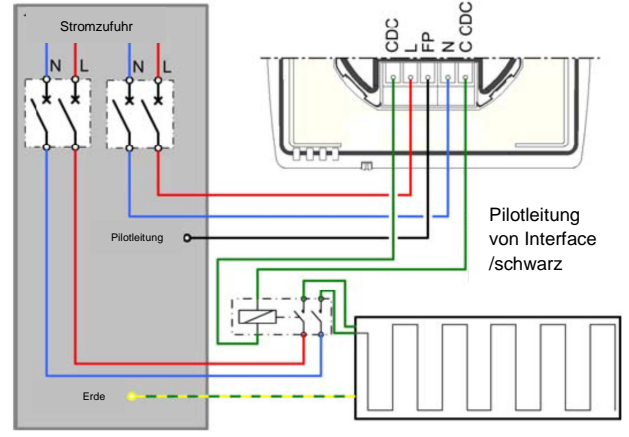 Stromzufuhr
N L N L
CDC
L
FP
N
C CDC
Pilotleitung
Pilotleitung
von Interface
/schwarz
Erde